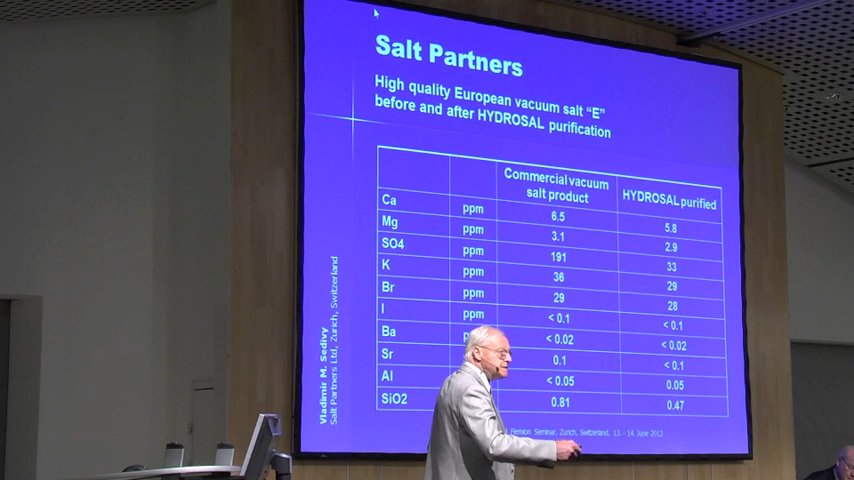 Salt Partners
High quality European vacuum salt “E”
before and after HYDROSAL purification
Commercial vacuum salt product HYDROSAL purified
Ca ppm 6.5 5.8
Mg ppm 3.1 2.9
SO4 ppm 191 33
K ppm 36 29
Br ppm 29 28
I ppm < 0.1 < 0.1
Ba < 0.02 < 0.02
Sr 0.1 < 0.1
Al < 0.05 0.05
SiO2 0.81 0.47
Vladimir M. Sedivy
Salt Partners Ltd, Zurich, Switzerland
Seminar, Zurich, Switzerland, 13. - 14. June 2012